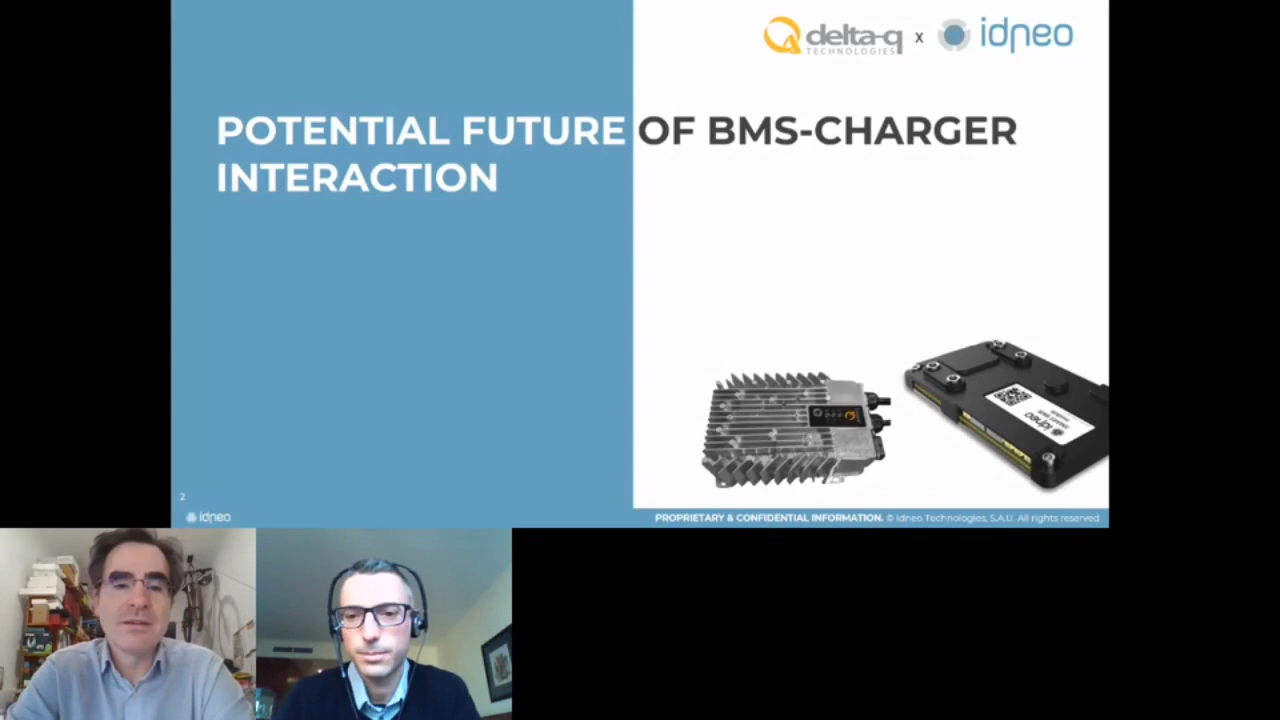 delta-q
TECHNOLOGIES
x
idneo
POTENTIAL FUTURE OF BMS-CHARGER
INTERACTION
idneo
2
idneo
PROPRIETARY & CONFIDENTIAL INFORMATION. © Idneo Technologies, S.A.U. All rights reserved